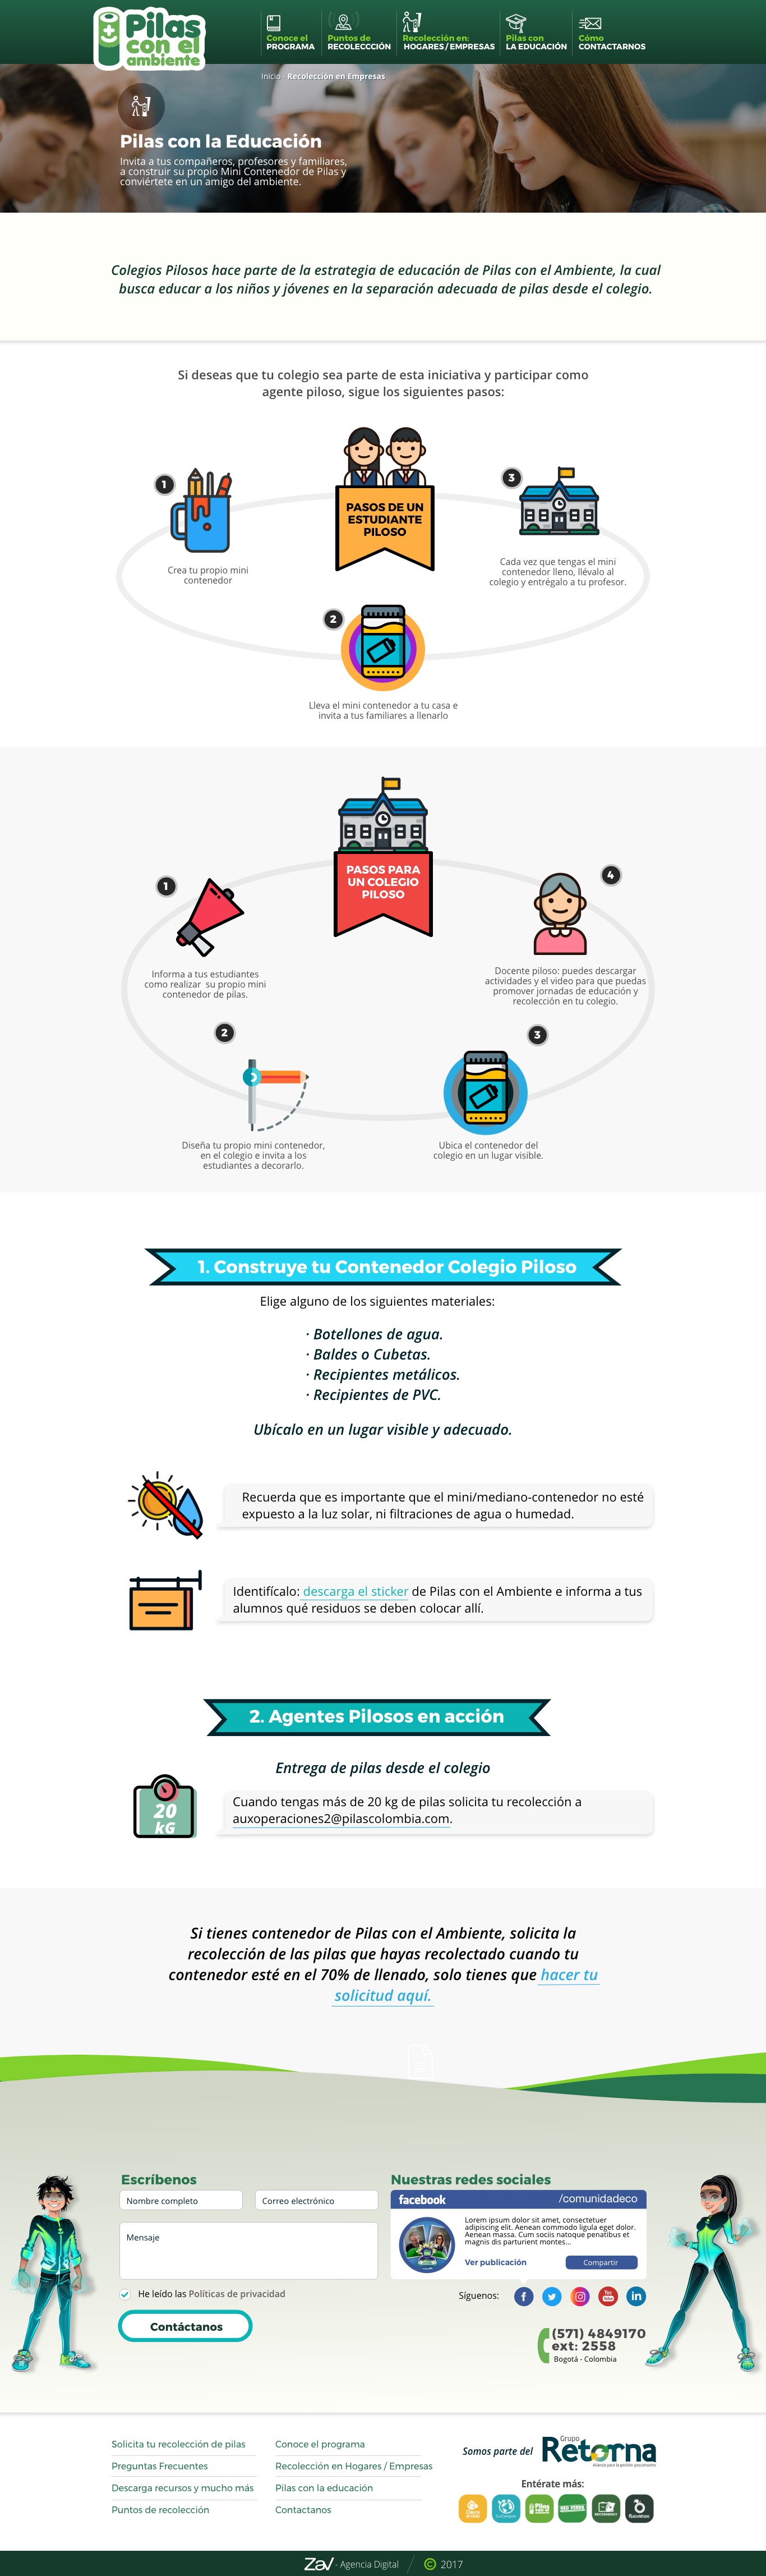 Pilas
con el
ambiente
Conoce el
PROGRAMA
Puntos de
RECOLECCCIÓN
Recolección en:
HOGARES / EMPRESAS
Pilas con
LA EDUCACIÓN
Cómo
CONTACTARNOS
Inicio · Recolección en Empresas
Pilas con la Educación
Invita a tus compañeros, profesores y familiares,
a construir su propio Mini Contenedor de Pilas y
conviértete en un amigo del ambiente.
Colegios Pilosos hace parte de la estrategia de educación de Pilas con el Ambiente, la cual
busca educar a los niños y jóvenes en la separación adecuada de pilas desde el colegio.
Si deseas que tu colegio sea parte de esta iniciativa y participar como
agente piloso, sigue los siguientes pasos:
PASOS DE UN
ESTUDIANTE
PILOSO
1
Crea tu propio mini
contenedor
2
Lleva el mini contenedor a tu casa e
invita a tus familiares a llenarlo
3
Cada vez que tengas el mini
contenedor lleno, llévalo al
colegio y entrégalo a tu profesor.
PASOS PARA
UN COLEGIO
PILOSO
1
Informa a tus estudiantes
como realizar su propio mini
contenedor de pilas.
2
Diseña tu propio mini contenedor,
en el colegio e invita a los
estudiantes a decorarlo.
3
Ubica el contenedor del
colegio en un lugar visible.
4
Docente piloso: puedes descargar
actividades y el video para que puedas
promover jornadas de educación y
recolección en tu colegio.
1. Construye tu Contenedor Colegio Piloso
Elige alguno de los siguientes materiales:
· Botellones de agua.
· Baldes o Cubetas.
· Recipientes metálicos.
· Recipientes de PVC.
Ubícalo en un lugar visible y adecuado.
Recuerda que es importante que el mini/mediano-contenedor no esté
expuesto a la luz solar, ni filtraciones de agua o humedad.
Identifícalo: descarga el sticker de Pilas con el Ambiente e informa a tus
alumnos qué residuos se deben colocar allí.
2. Agentes Pilosos en acción
Entrega de pilas desde el colegio
20
kG
Cuando tengas más de 20 kg de pilas solicita tu recolección a
auxoperaciones2@pilascolombia.com.
Si tienes contenedor de Pilas con el Ambiente, solicita la
recolección de las pilas que hayas recolectado cuando tu
contenedor esté en el 70% de llenado, solo tienes que hacer tu
solicitud aquí.
Escríbenos
Nombre completo
Correo electrónico
Mensaje
He leído las Políticas de privacidad
Contáctanos
Nuestras redes sociales
facebook
/comunidadeco
Lorem ipsum dolor sit amet, consectetuer
adipiscing elit. Aenean commodo ligula eget dolor.
Aenean massa. Cum sociis natoque penatibus et
magnis dis parturient montes...
Ver publicación
Compartir
Síguenos:
f
You
Tube
in
(571) 4849170
ext: 2558
Bogotá - Colombia
Solicita tu recolección de pilas
Preguntas Frecuentes
Descarga recursos y mucho más
Puntos de recolección
Conoce el programa
Recolección en Hogares / Empresas
Pilas con la educación
Contactanos
Somos parte del
Grupo
Retorna
Entérate más:
Zav - Agencia Digital
© 2017